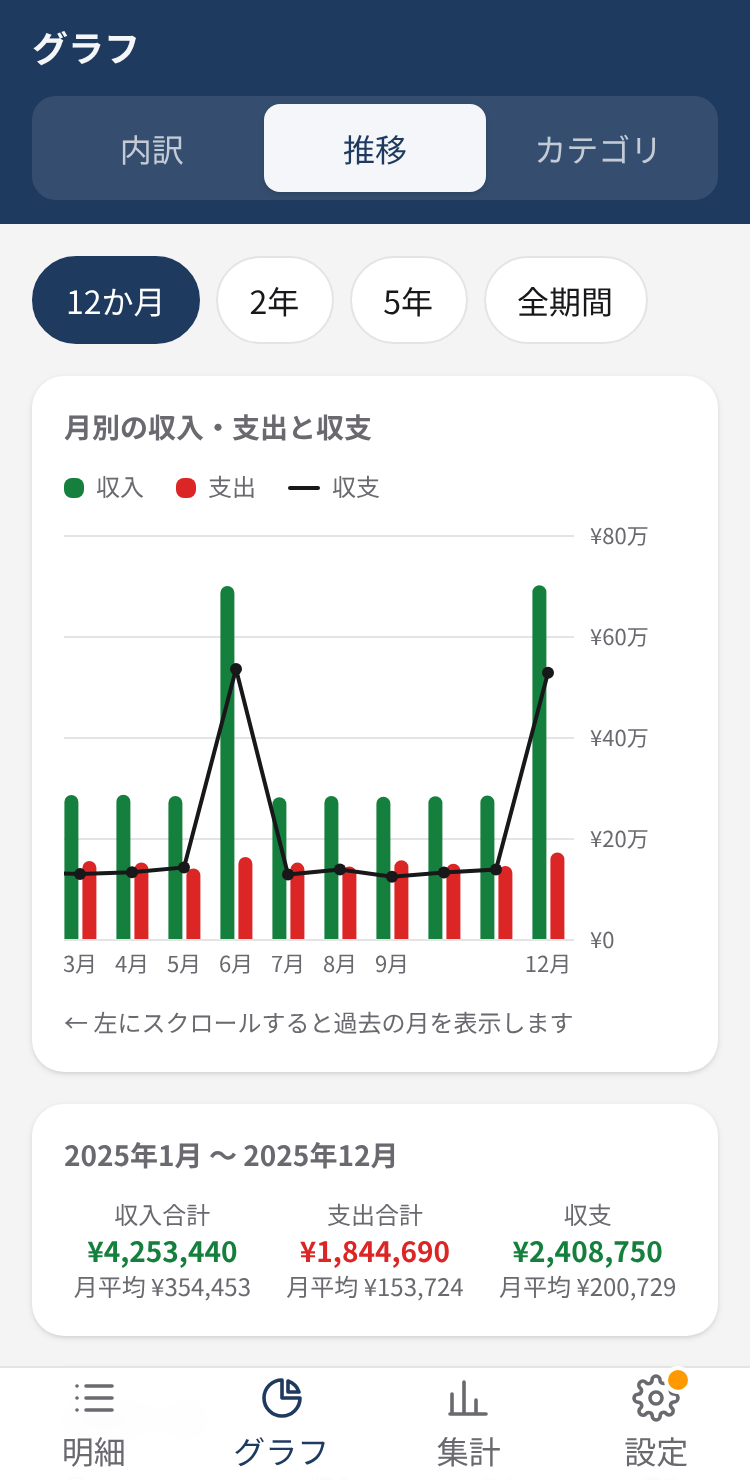 グラフ
内訳 推移 カテゴリ
12か月 2年 5年 全期間
月別の収入・支出と収支
収入 支出 収支
¥80万
¥60万
¥40万
¥20万
¥0
3月 4月 5月 6月 7月 8月 9月 12月
← 左にスクロールすると過去の月を表示します
2025年1月 〜 2025年12月
収入合計 支出合計 収支
¥4,253,440 ¥1,844,690 ¥2,408,750
月平均 ¥354,453 月平均 ¥153,724 月平均 ¥200,729
明細 グラフ 集計 設定